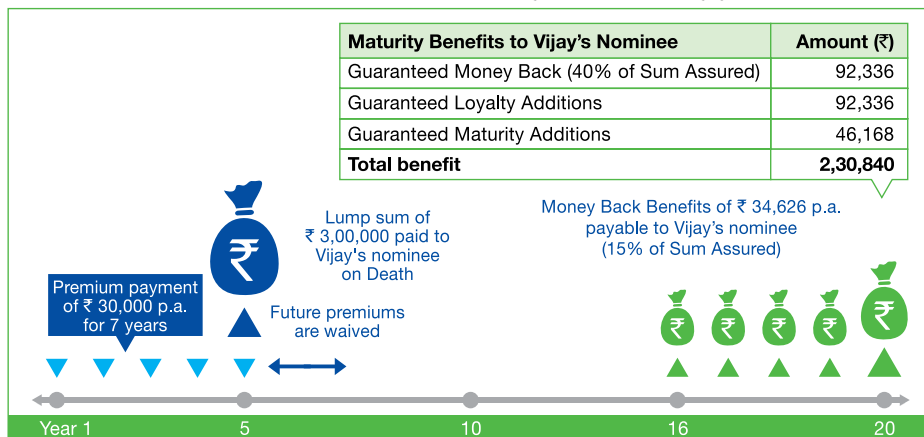 Maturity Benefits to Vijay's Nominee Amount (₹)
Guaranteed Money Back (40% of Sum Assured) 92,336
Guaranteed Loyalty Additions 92,336
Guaranteed Maturity Additions 46,168
Total benefit 2,30,840
Lump sum of
₹ 3,00,000 paid to
Vijay's nominee
on Death
Money Back Benefits of ₹ 34,626 p.a.
payable to Vijay's nominee
(15% of Sum Assured)
₹
Premium payment
of ₹ 30,000 p.a.
for 7 years
Future premiums
are waived
₹ ₹ ₹ ₹ ₹
Year 1 5 10 16 20